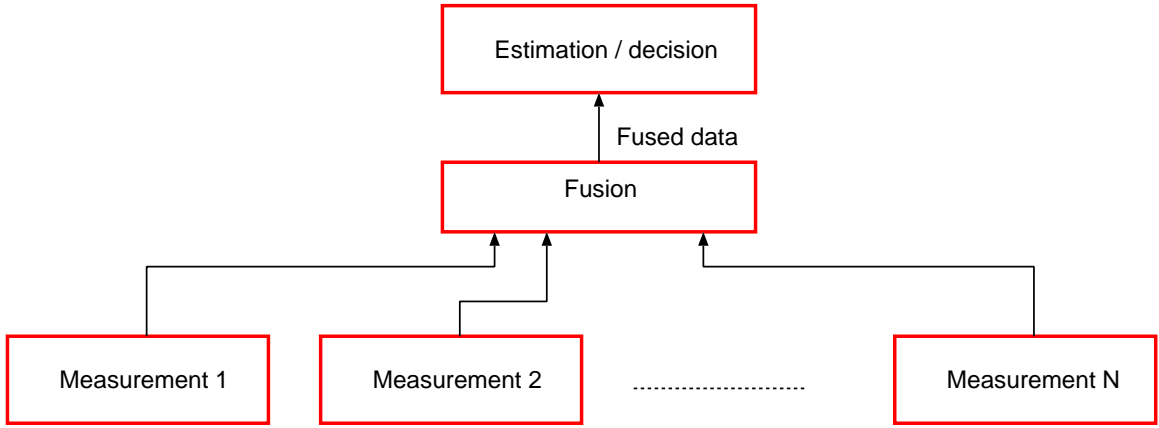 Estimation / decision
Fused data
Fusion
Measurement 1
Measurement 2
Measurement N